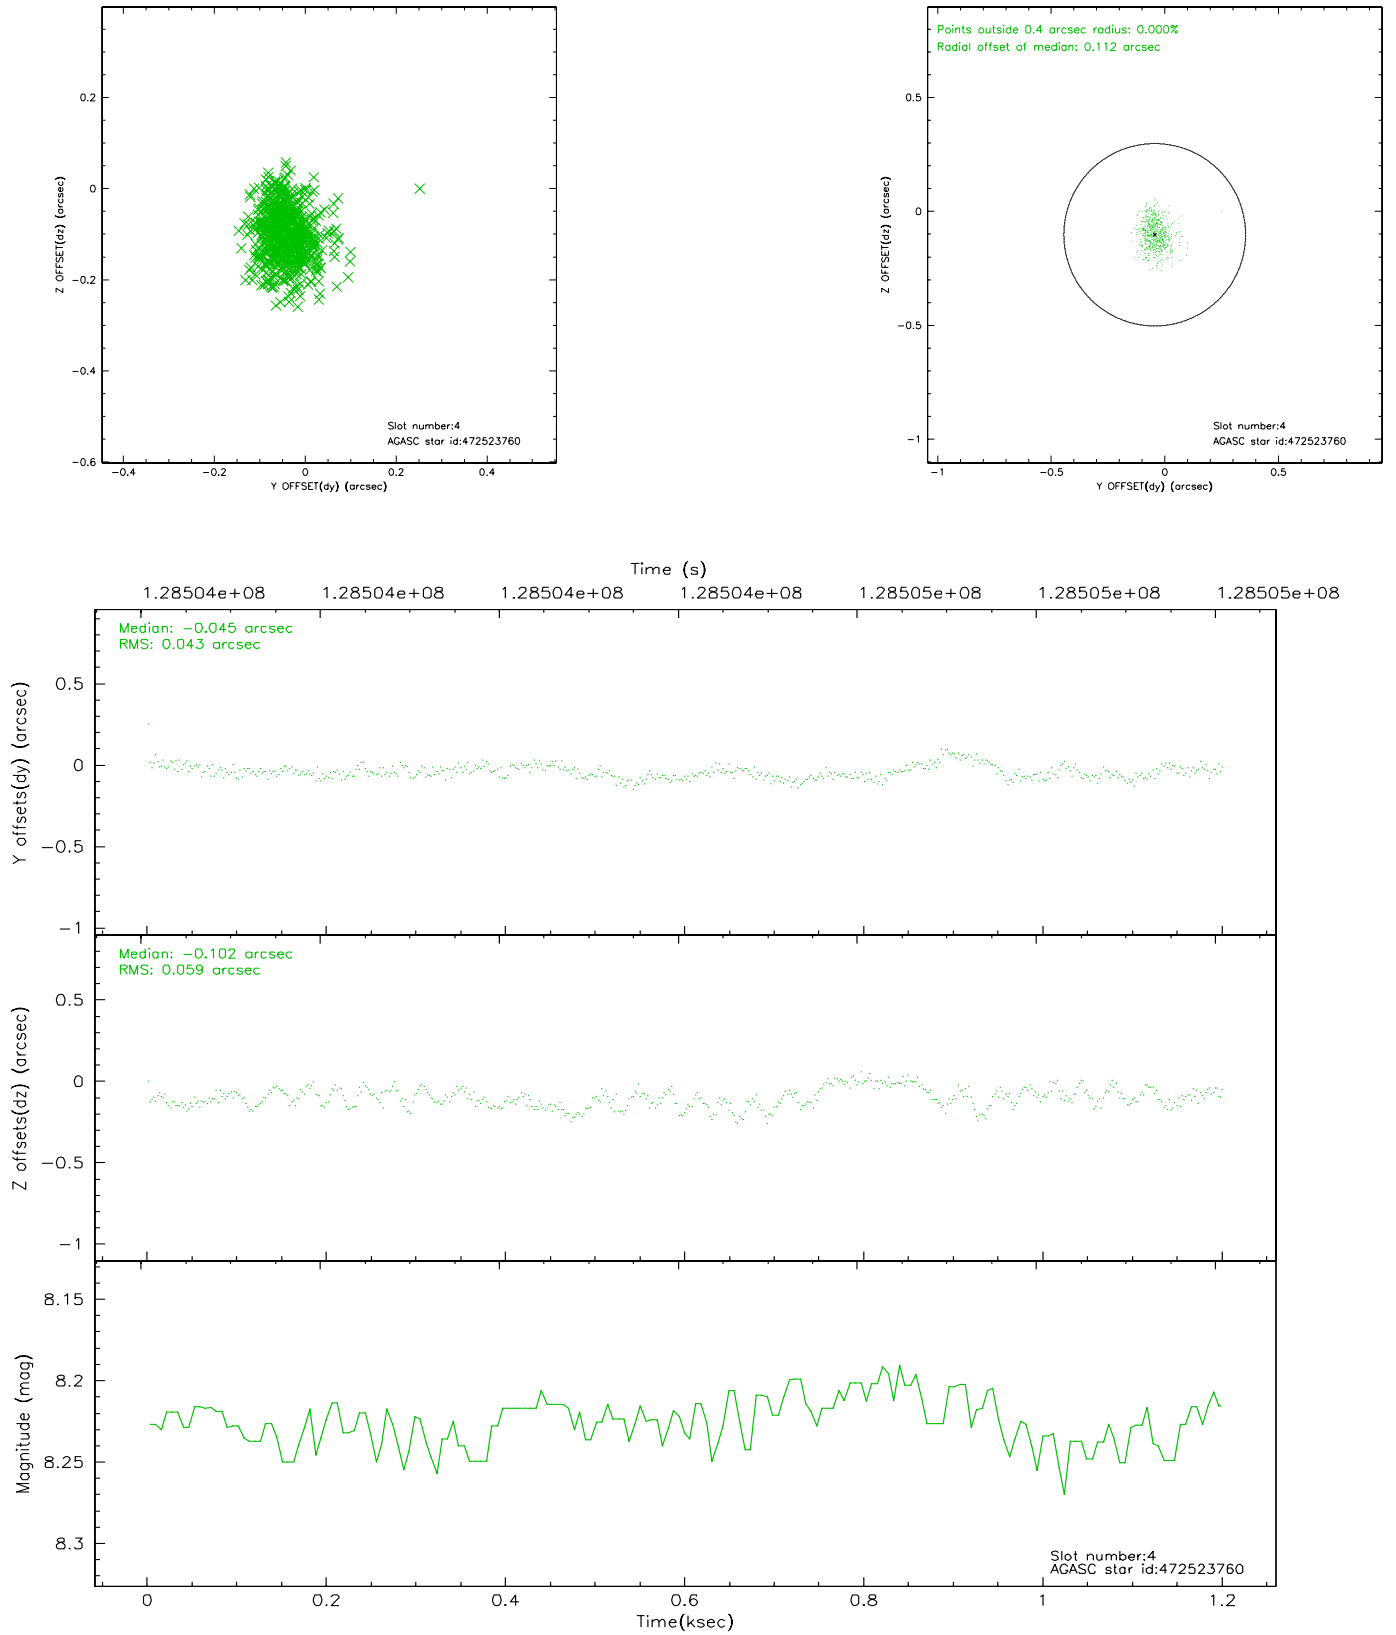 0.2
0
−0.2
−0.4
−0.6
Z OFFSET(dz) (arcsec)
Slot number:4
AGASC star id:472523760
−0.4
−0.2
0
0.2
0.4
Y OFFSET(dy) (arcsec)
Points outside 0.4 arcsec radius: 0.000%
Radial offset of median: 0.112 arcsec
0.5
0
−0.5
−1
Z OFFSET(dz) (arcsec)
Slot number:4
AGASC star id:472523760
−1
−0.5
0
0.5
Y OFFSET(dy) (arcsec)
Time (s)
1.28504e+08
1.28504e+08
1.28504e+08
1.28504e+08
1.28505e+08
1.28505e+08
1.28505e+08
Median: −0.045 arcsec
RMS: 0.043 arcsec
0.5
0
−0.5
−1
Y offsets(dy) (arcsec)
Median: −0.102 arcsec
RMS: 0.059 arcsec
0.5
0
−0.5
−1
Z offsets(dz) (arcsec)
8.15
8.2
8.25
8.3
Magnitude (mag)
Slot number:4
AGASC star id:472523760
0
0.2
0.4
0.6
0.8
1
1.2
Time(ksec)